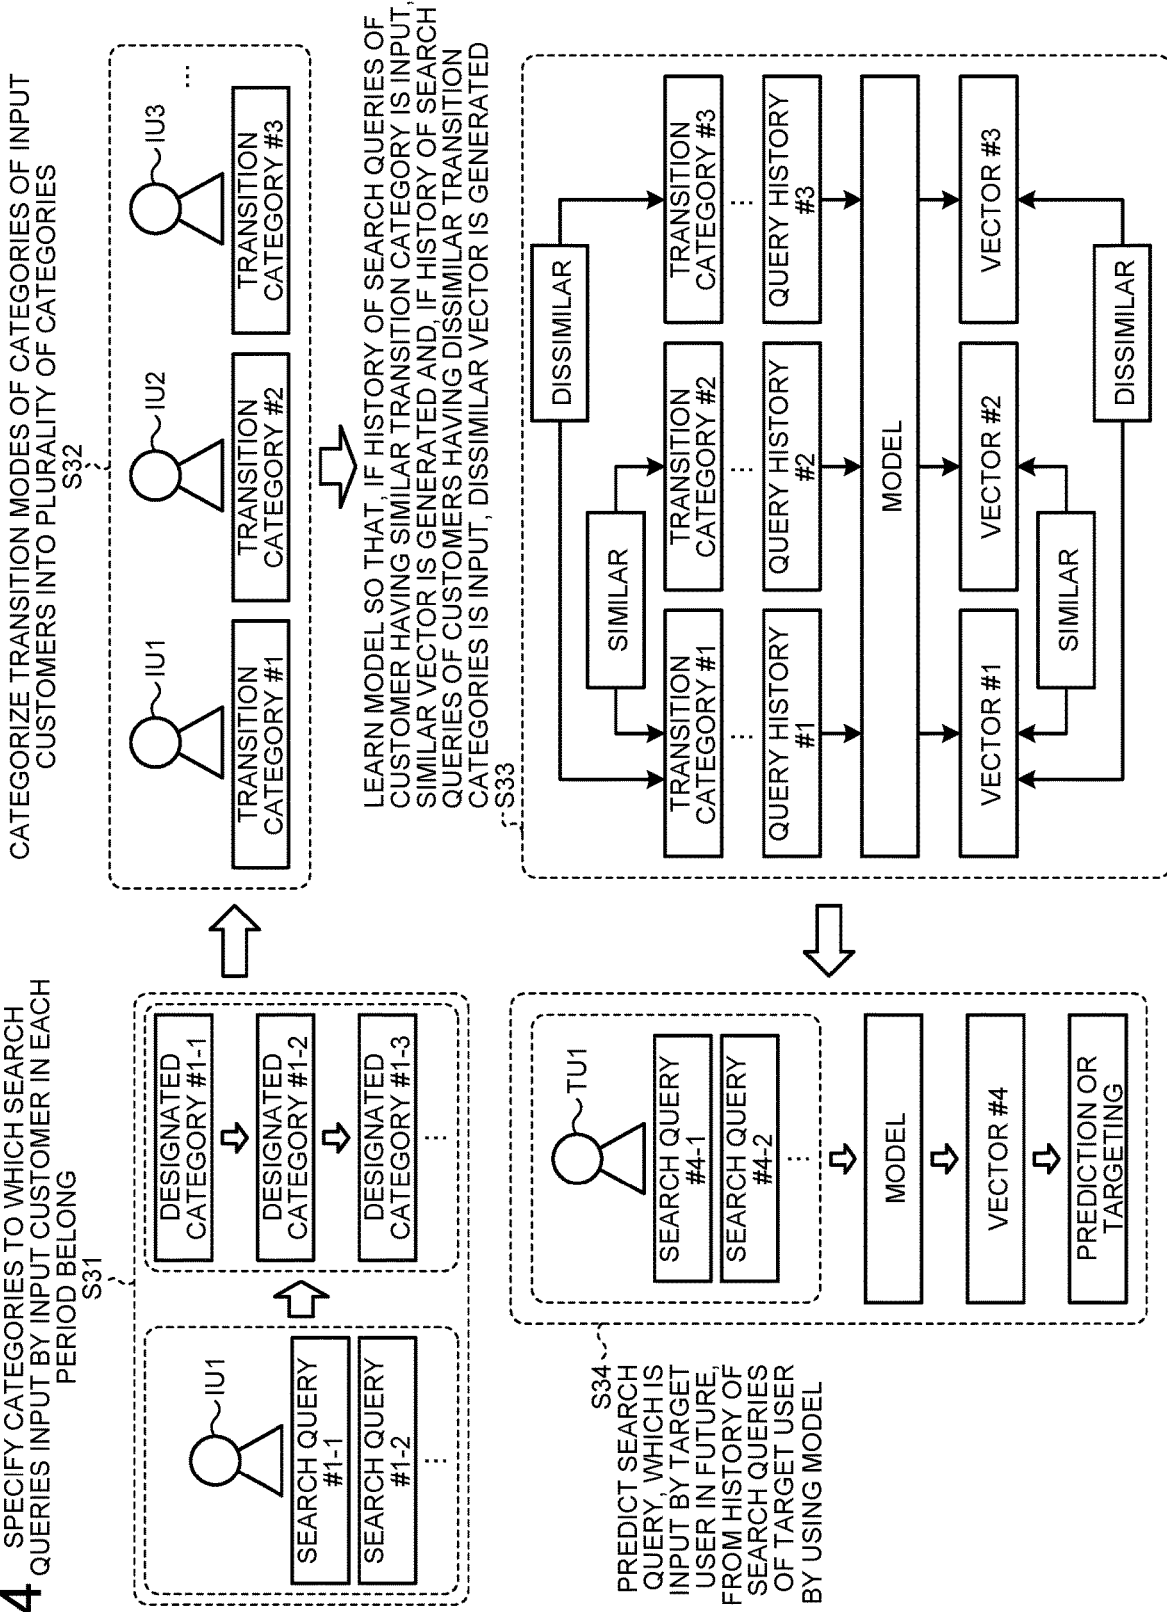 4
SPECIFY CATEGORIES TO WHICH SEARCH
QUERIES INPUT BY INPUT CUSTOMER IN EACH
PERIOD BELONG
S31
IU1
SEARCH QUERY
#1-1
SEARCH QUERY
#1-2
...
DESIGNATED
CATEGORY #1-1
DESIGNATED
CATEGORY #1-2
DESIGNATED
CATEGORY #1-3
...
CATEGORIZE TRANSITION MODES OF CATEGORIES OF INPUT
CUSTOMERS INTO PLURALITY OF CATEGORIES
S32
IU1
TRANSITION
CATEGORY #1
IU2
TRANSITION
CATEGORY #2
IU3
TRANSITION
CATEGORY #3
...
LEARN MODEL SO THAT, IF HISTORY OF SEARCH QUERIES OF
CUSTOMER HAVING SIMILAR TRANSITION CATEGORY IS INPUT,
SIMILAR VECTOR IS GENERATED AND, IF HISTORY OF SEARCH
QUERIES OF CUSTOMERS HAVING DISSIMILAR TRANSITION
CATEGORIES IS INPUT, DISSIMILAR VECTOR IS GENERATED
S33
DISSIMILAR
SIMILAR
TRANSITION
CATEGORY #1
TRANSITION
CATEGORY #2
TRANSITION
CATEGORY #3
...
...
...
QUERY HISTORY
#1
QUERY HISTORY
#2
QUERY HISTORY
#3
MODEL
VECTOR #1
VECTOR #2
VECTOR #3
SIMILAR
DISSIMILAR
S34
PREDICT SEARCH
QUERY, WHICH IS
INPUT BY TARGET
USER IN FUTURE,
FROM HISTORY OF
SEARCH QUERIES
OF TARGET USER
BY USING MODEL
TU1
SEARCH QUERY
#4-1
SEARCH QUERY
#4-2
...
MODEL
VECTOR #4
PREDICTION OR
TARGETING